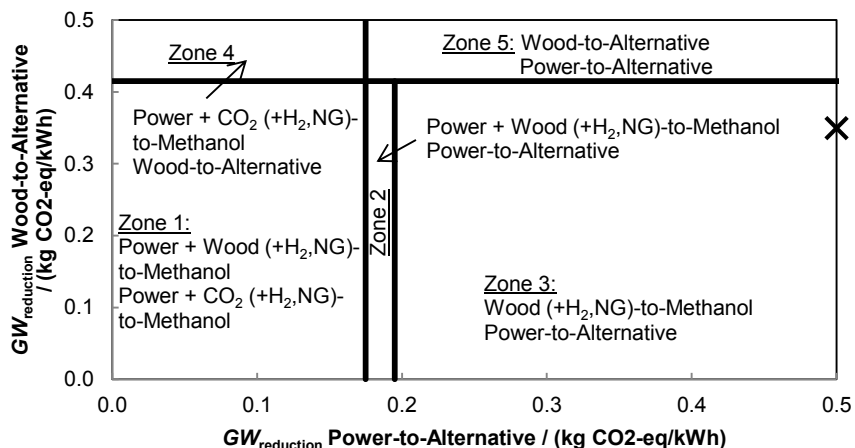 0.5
0.4
0.3
0.2
0.1
0.0
GW_reduction Wood-to-Alternative
/ (kg CO2-eq/kWh)
Zone 4
Power + CO₂ (+H₂,NG)-
to-Methanol
Wood-to-Alternative
Zone 5: Wood-to-Alternative
Power-to-Alternative
Power + Wood (+H₂,NG)-to-Methanol
Power-to-Alternative
Zone 2
Zone 1:
Power + Wood (+H₂,NG)-
to-Methanol
Power + CO₂ (+H₂,NG)-
to-Methanol
Zone 3:
Wood (+H₂,NG)-to-Methanol
Power-to-Alternative
0.0 0.1 0.2 0.3 0.4 0.5
GW_reduction Power-to-Alternative / (kg CO2-eq/kWh)